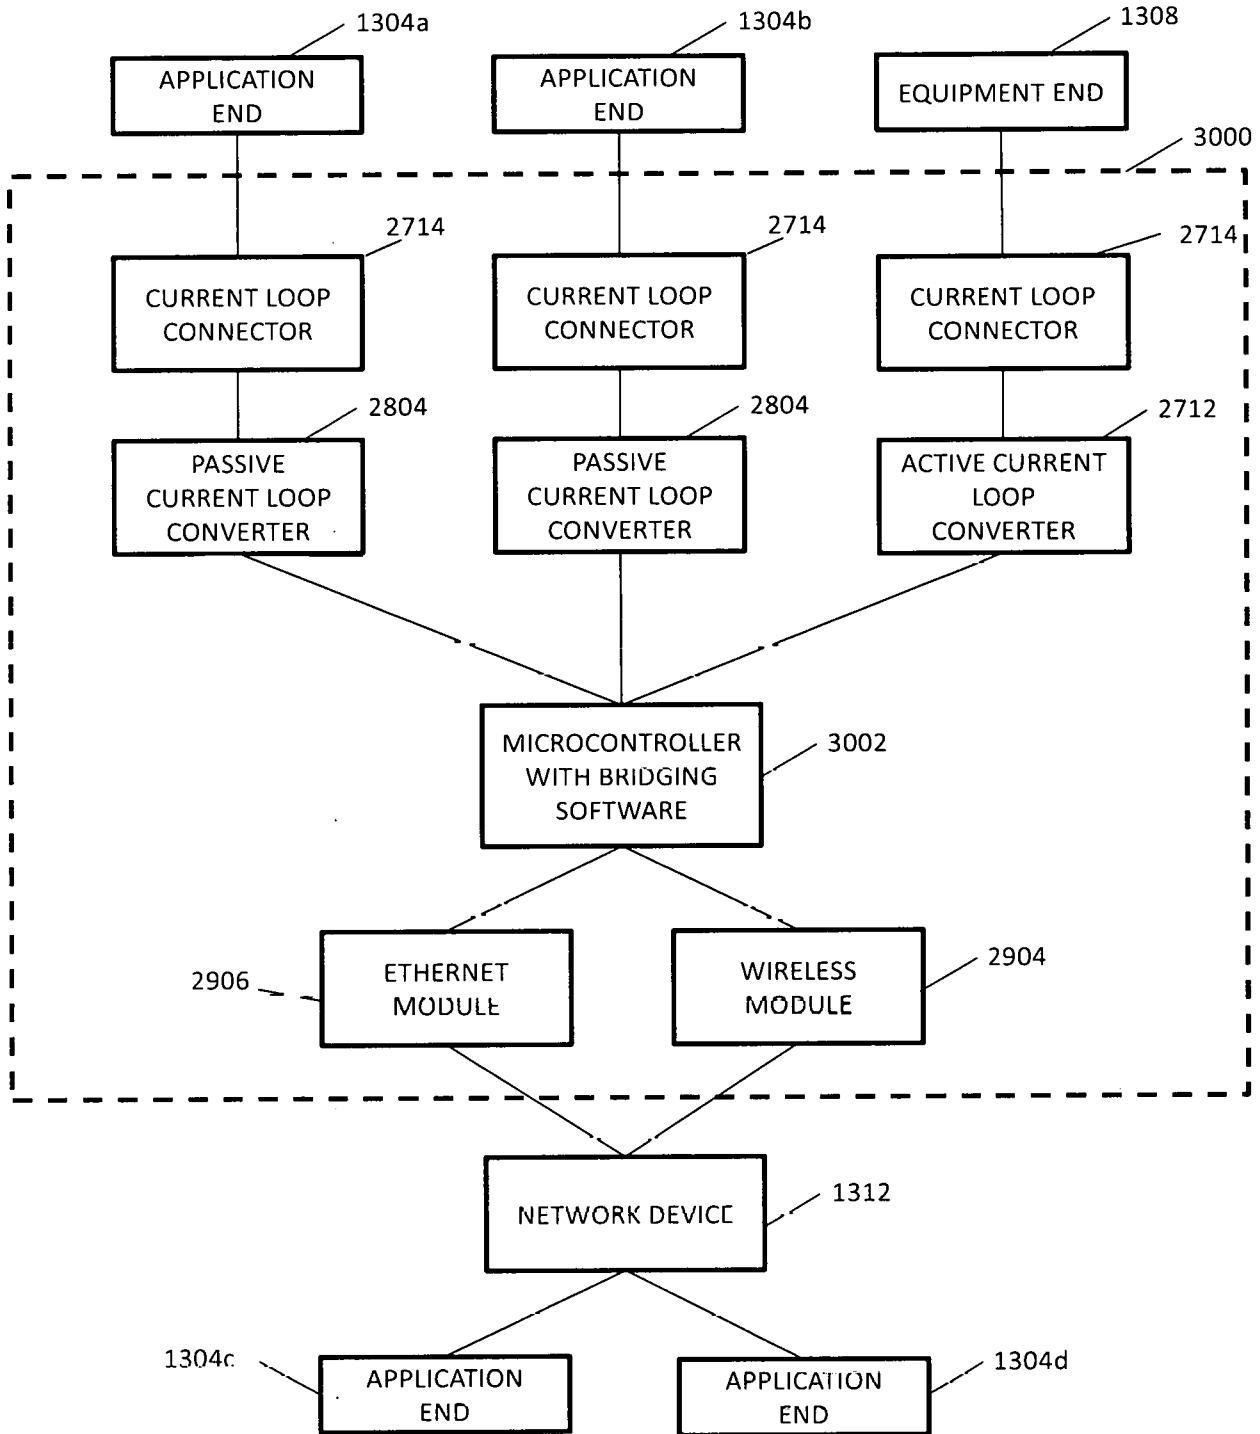 1304a
1304b
1308
APPLICATION
END
APPLICATION
END
EQUIPMENT END
3000
2714
2714
2714
CURRENT LOOP
CONNECTOR
CURRENT LOOP
CONNECTOR
CURRENT LOOP
CONNECTOR
2804
2804
2712
PASSIVE
CURRENT LOOP
CONVERTER
PASSIVE
CURRENT LOOP
CONVERTER
ACTIVE CURRENT
LOOP
CONVERTER
MICROCONTROLLER
WITH BRIDGING
SOFTWARE
3002
2906
ETHERNET
MODULE
WIRELESS
MODULE
2904
NETWORK DEVICE
1312
1304c
APPLICATION
END
APPLICATION
END
1304d